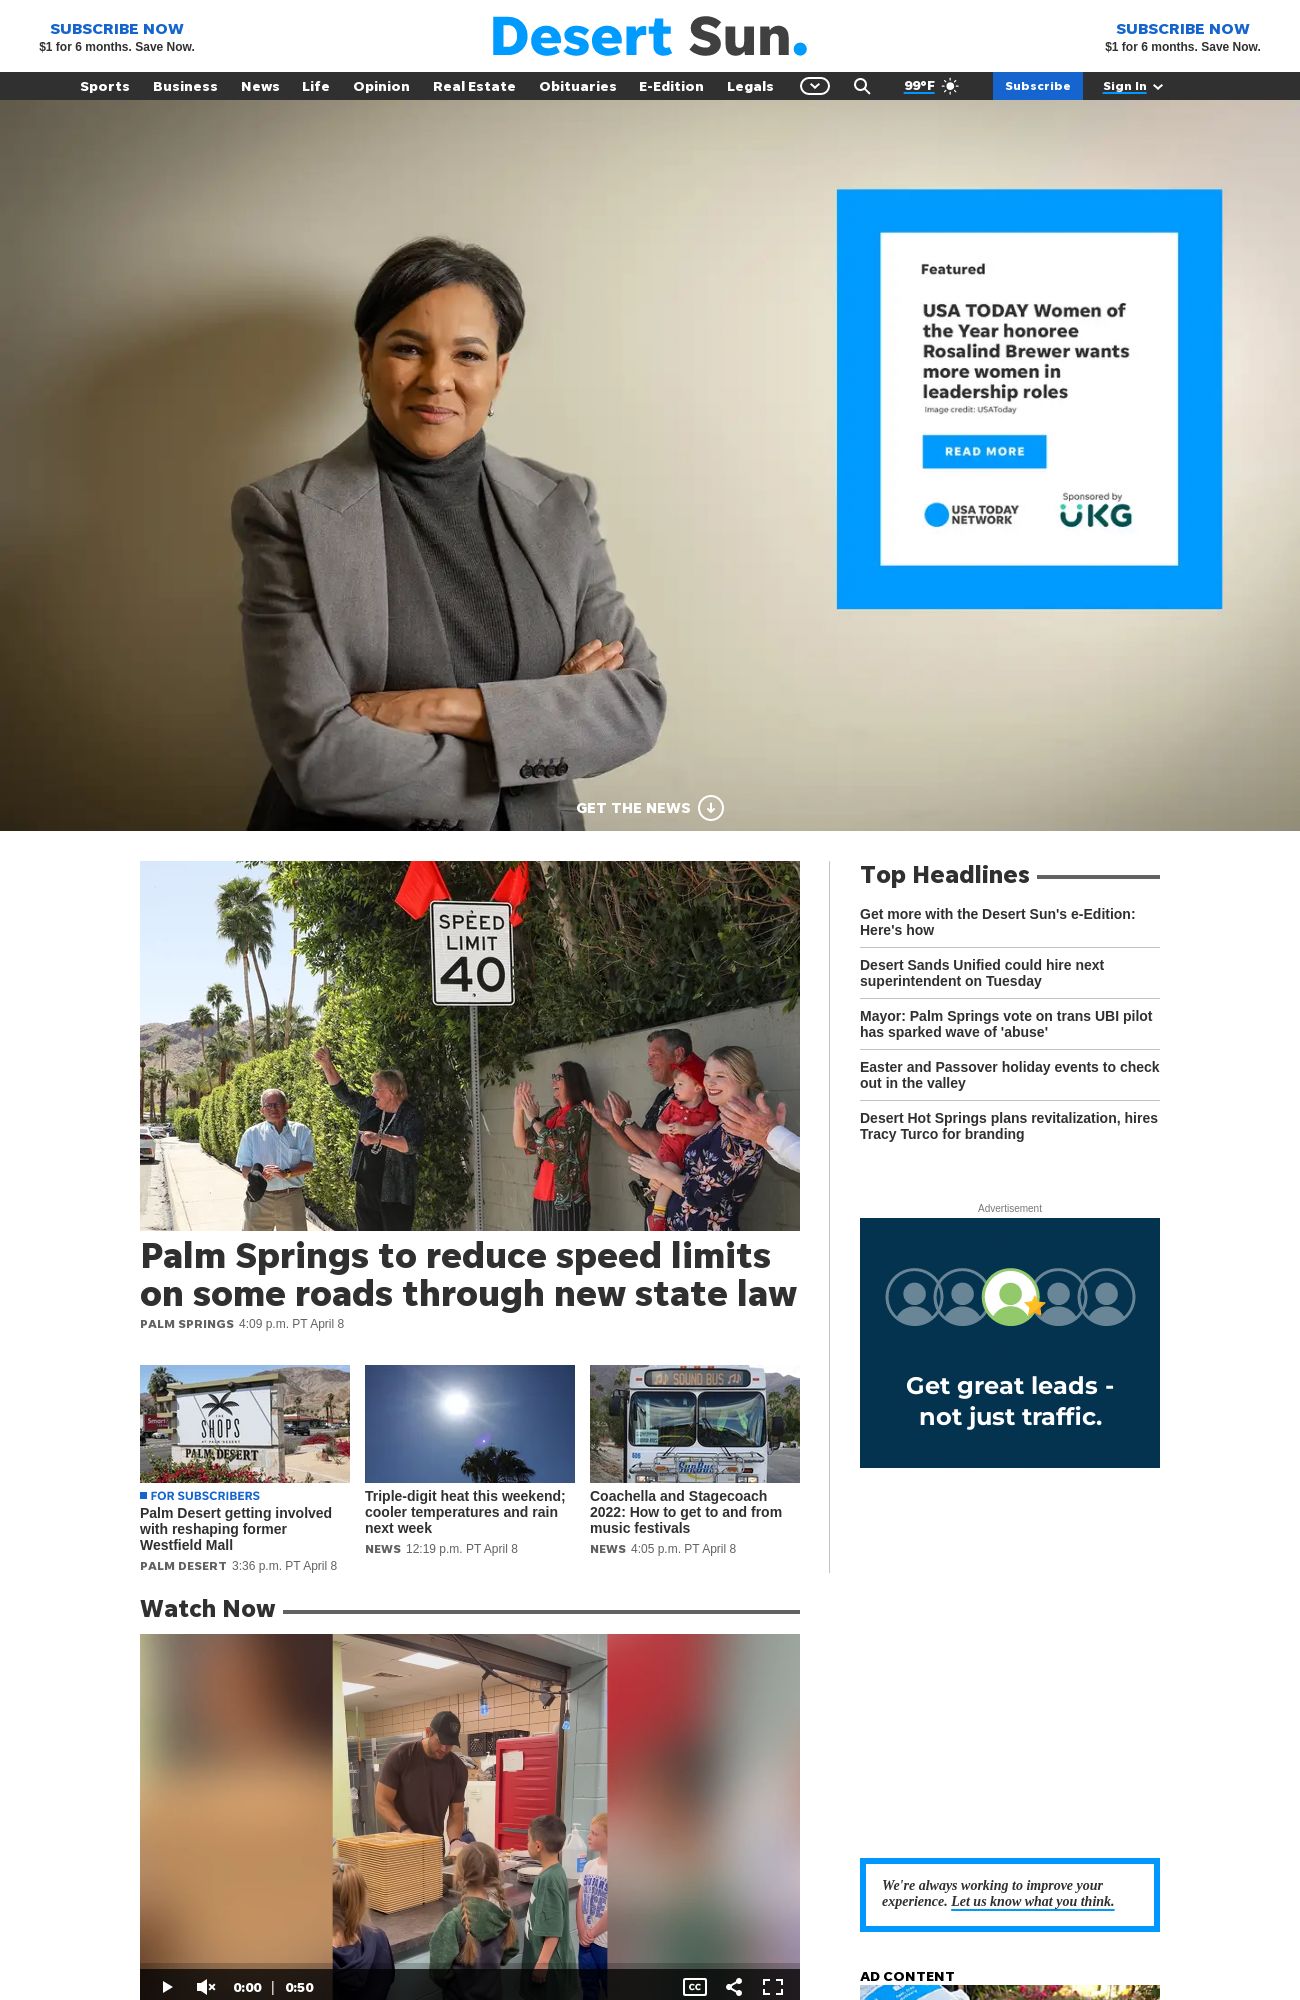 SUBSCRIBE NOW
$1 for 6 months. Save Now.
Desert Sun.
SUBSCRIBE NOW
$1 for 6 months. Save Now.
Sports Business News Life Opinion Real Estate Obituaries E-Edition Legals 99°F Subscribe Sign In
Featured
USA TODAY Women of
the Year honoree
Rosalind Brewer wants
more women in
leadership roles
Image credit: USAToday
READ MORE
USA TODAY
NETWORK
Sponsored by
UKG
GET THE NEWS
SPEED
LIMIT
40
Palm Springs to reduce speed limits
on some roads through new state law
PALM SPRINGS 4:09 p.m. PT April 8
THE
SHOPS
AT PALM DESERT
PALM DESERT
FOR SUBSCRIBERS
Palm Desert getting involved
with reshaping former
Westfield Mall
PALM DESERT 3:36 p.m. PT April 8
Triple-digit heat this weekend;
cooler temperatures and rain
next week
NEWS 12:19 p.m. PT April 8
SOUND BUS
SunBus
Coachella and Stagecoach
2022: How to get to and from
music festivals
NEWS 4:05 p.m. PT April 8
Top Headlines
Get more with the Desert Sun's e-Edition:
Here's how
Desert Sands Unified could hire next
superintendent on Tuesday
Mayor: Palm Springs vote on trans UBI pilot
has sparked wave of 'abuse'
Easter and Passover holiday events to check
out in the valley
Desert Hot Springs plans revitalization, hires
Tracy Turco for branding
Advertisement
Get great leads -
not just traffic.
Watch Now
0:00 | 0:50
CC
We're always working to improve your
experience. Let us know what you think.
AD CONTENT